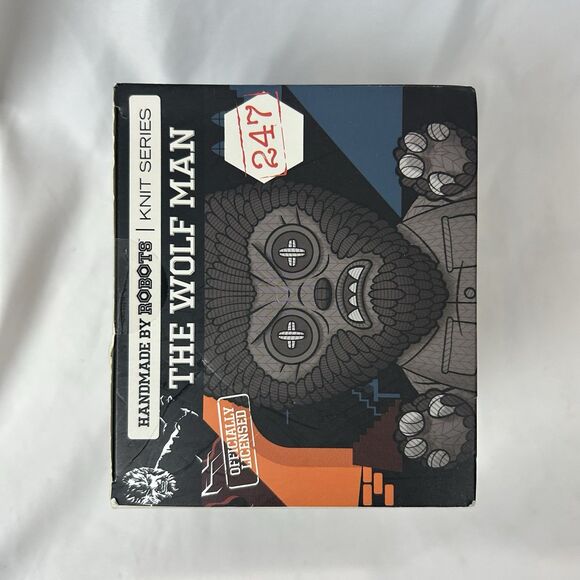 HANDMADE BY ROBOTS | KNIT SERIES
THE WOLF MAN
247
OFFICIALLY
LICENSED